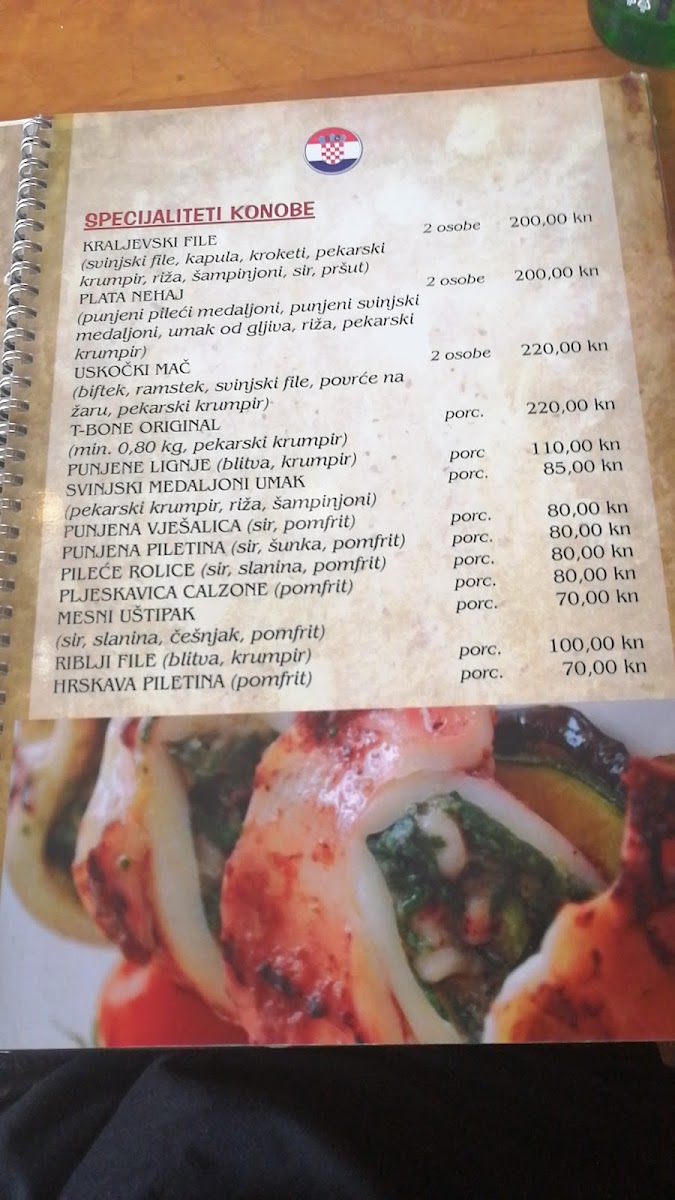 SPECIJALITETI KONOBE
KRALJEVSKI FILE 2 osobe 200,00 kn
(svinjski file, kapula, kroketi, pekarski
krumpir, riža, šampinjoni, sir, pršut)
PLATA NEHAJ 2 osobe 200,00 kn
(punjeni pileći medaljoni, punjeni svinjski
medaljoni, umak od gljiva, riža, pekarski
krumpir)
USKOČKI MAČ 2 osobe 220,00 kn
(biftek, ramstek, svinjski file, povrće na
žaru, pekarski krumpir)
T-BONE ORIGINAL porc. 220,00 kn
(min. 0,80 kg, pekarski krumpir)
PUNJENE LIGNJE (blitva, krumpir) porc 110,00 kn
SVINJSKI MEDALJONI UMAK porc. 85,00 kn
(pekarski krumpir, riža, šampinjoni)
PUNJENA VJEŠALICA (sir, pomfrit) porc. 80,00 kn
PUNJENA PILETINA (sir, šunka, pomfrit) porc. 80,00 kn
PILEĆE ROLICE (sir, slanina, pomfrit) porc. 80,00 kn
PLJESKAVICA CALZONE (pomfrit) porc. 80,00 kn
MESNI UŠTIPAK porc. 70,00 kn
(sir, slanina, češnjak, pomfrit)
RIBLJI FILE (blitva, krumpir) porc. 100,00 kn
HRSKAVA PILETINA (pomfrit) porc. 70,00 kn